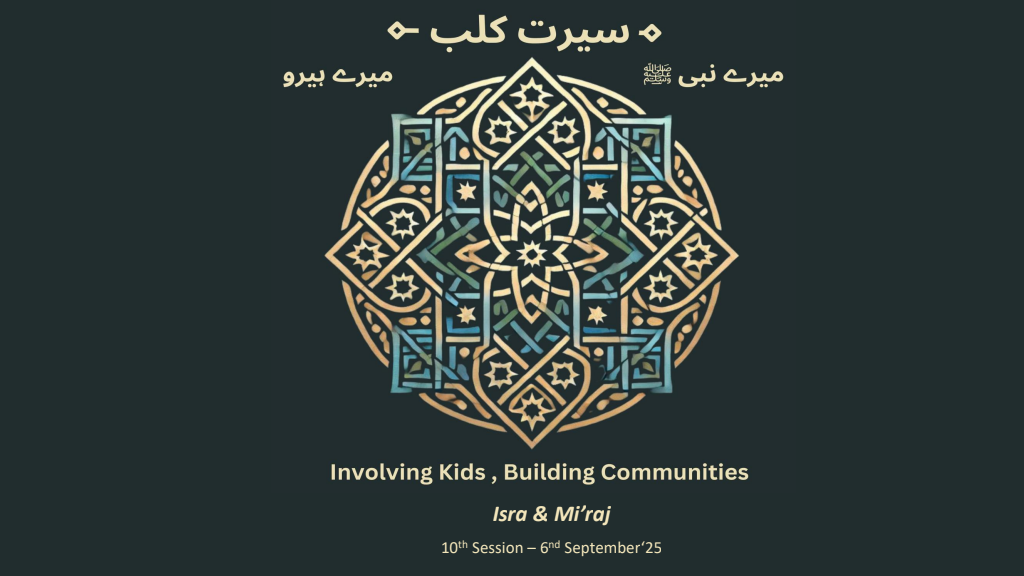 سیرت کلب
میرے نبی ﷺ
میرے ہیرو
Involving Kids , Building Communities
Isra & Mi’raj
10th Session – 6nd September‘25